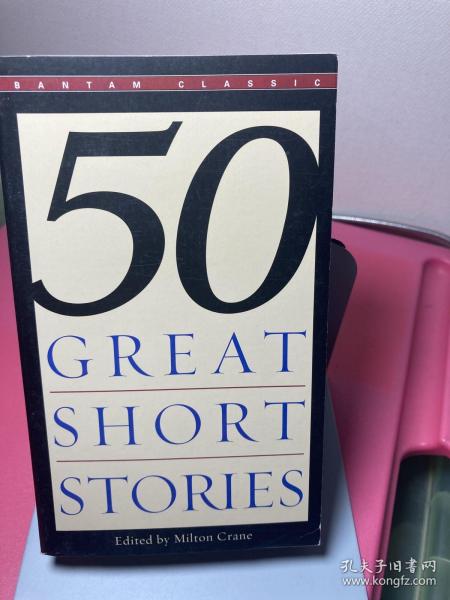 BANTAM CLASSIC
50
GREAT
SHORT
STORIES
Edited by Milton Crane
孔夫子旧书网
www.kongfz.com